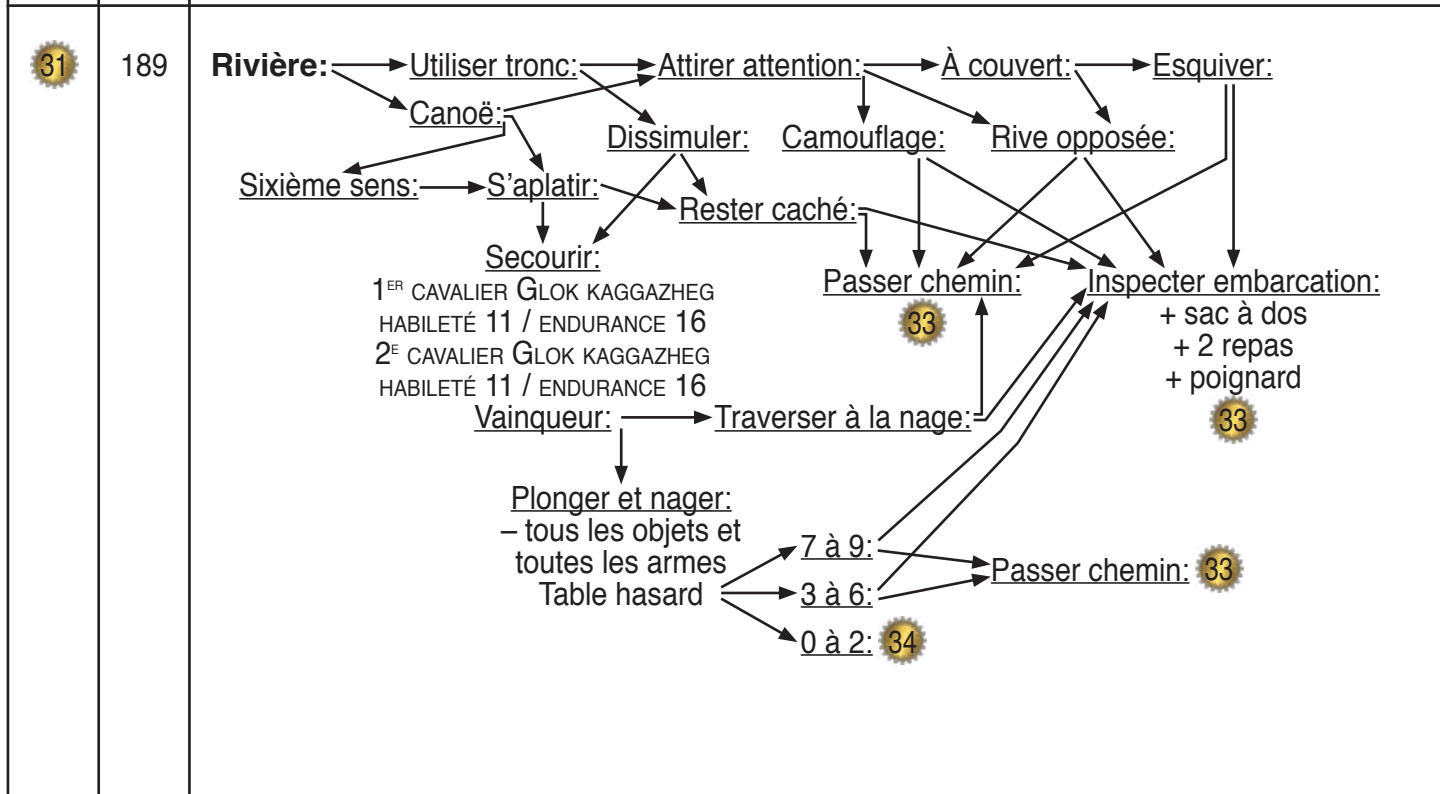 31
189
Rivière: Utiliser tronc: Attirer attention: À couvert: Esquiver:
Canoë:
Dissimuler: Camouflage: Rive opposée:
Sixième sens: S'aplatir:
Rester caché:
Secourir:
1ER CAVALIER GLOK KAGGAZHEG
HABILETÉ 11 / ENDURANCE 16
2E CAVALIER GLOK KAGGAZHEG
HABILETÉ 11 / ENDURANCE 16
Passer chemin:
33
Inspecter embarcation:
+ sac à dos
+ 2 repas
+ poignard
33
Vainqueur: Traverser à la nage:
Plonger et nager:
– tous les objets et
toutes les armes
Table hasard
7 à 9:
3 à 6:
0 à 2: 34
Passer chemin: 33